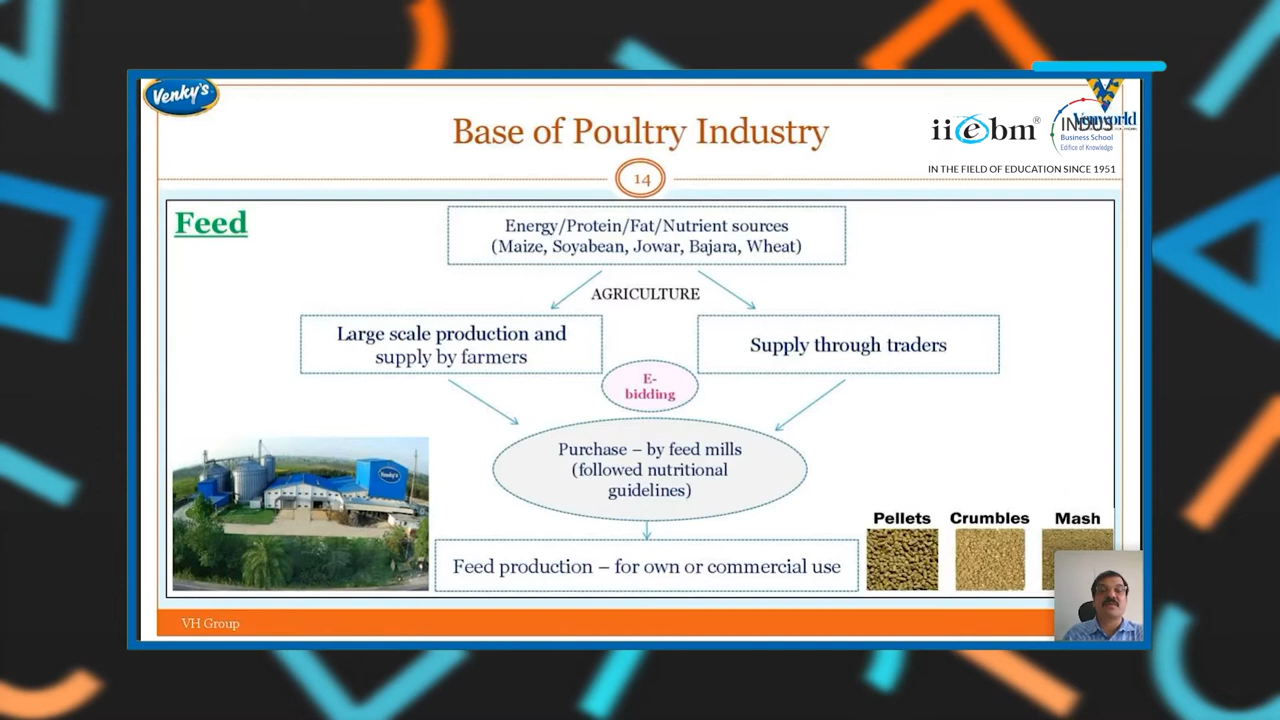 Venky's
Base of Poultry Industry
iiebm®
INDUS
Business School
Edifice of Knowledge
IN THE FIELD OF EDUCATION SINCE 1951
14
Feed
Energy/Protein/Fat/Nutrient sources
(Maize, Soyabean, Jowar, Bajara, Wheat)
AGRICULTURE
Large scale production and
supply by farmers
Supply through traders
E-
bidding
Purchase – by feed mills
(followed nutritional
guidelines)
Venky's
Pellets Crumbles Mash
Feed production – for own or commercial use
VH Group